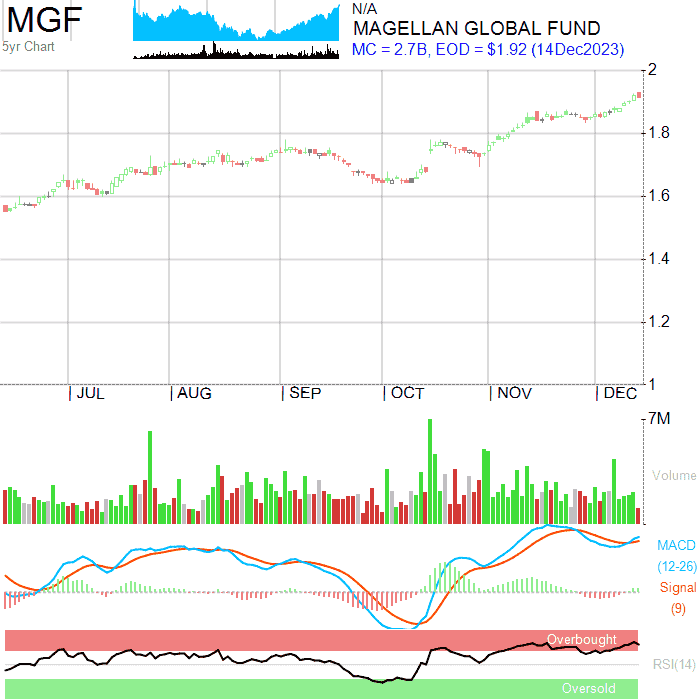 MGF
5yr Chart
N/A
MAGELLAN GLOBAL FUND
MC = 2.7B, EOD = $1.92 (14Dec2023)
2
1.8
1.6
1.4
1.2
1
JUL AUG SEP OCT NOV DEC
7M
Volume
MACD
(12-26)
Signal
(9)
Overbought
RSI(14)
Oversold